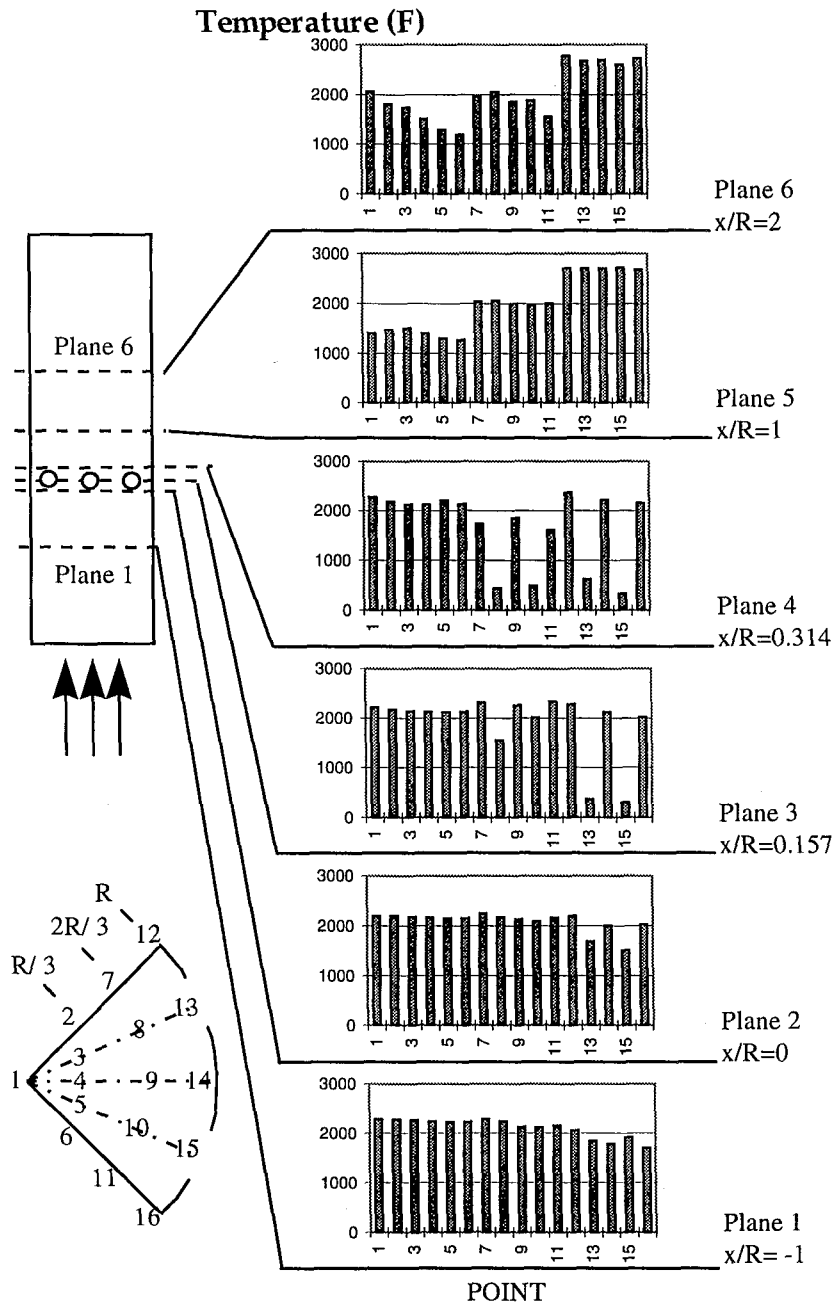 Temperature (F)
3000
2000
1000
0
1 3 5 7 9 11 13 15
Plane 6
x/R=2
3000
2000
1000
0
1 3 5 7 9 11 13 15
Plane 5
x/R=1
3000
2000
1000
0
1 3 5 7 9 11 13 15
Plane 4
x/R=0.314
3000
2000
1000
0
1 3 5 7 9 11 13 15
Plane 3
x/R=0.157
3000
2000
1000
0
1 3 5 7 9 11 13 15
Plane 2
x/R=0
3000
2000
1000
0
1 3 5 7 9 11 13 15
Plane 1
x/R= -1
POINT
Plane 6
Plane 1
R
2R/ 3
R/ 3
12
7
2
13
8
3
1
4
9
14
5
10
15
6
11
16